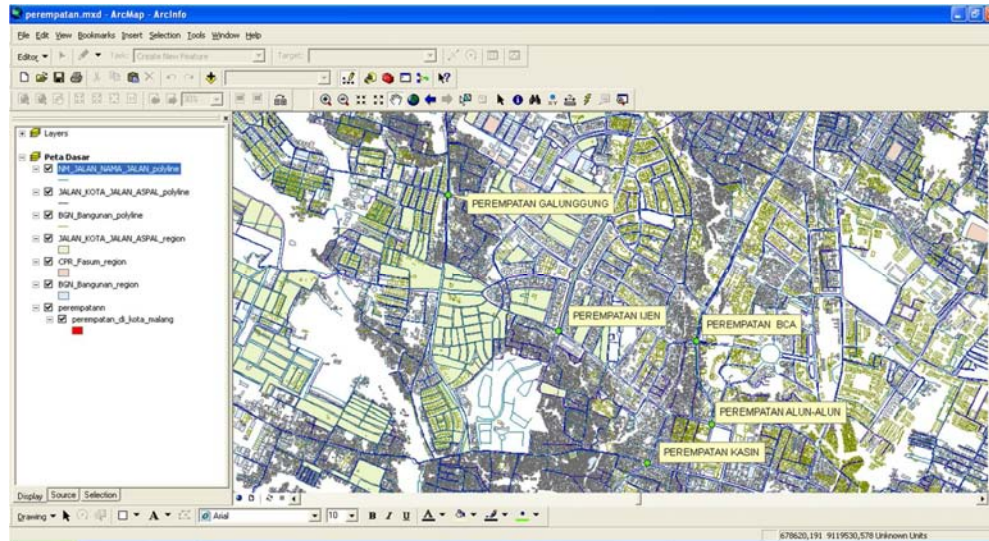 perempatan.mxd - ArcMap - ArcInfo
File Edit View Bookmarks Insert Selection Tools Window Help
Editor Task: Create New Feature Target:
Layers
Peta Dasar
NM_JALAN_NAMA_JALAN_polyline
JALAN_KOTA_JALAN_ASPAL_polyline
BGN_Bangunan_polyline
JALAN_KOTA_JALAN_ASPAL_region
CPR_Fasum_region
BGN_Bangunan_region
perempatann
perempatan_di_kota_malang
PEREMPATAN GALUNGGUNG
PEREMPATAN IJEN
PEREMPATAN BCA
PEREMPATAN ALUN-ALUN
PEREMPATAN KASIN
Display Source Selection
Drawing A Arial 10 B I U A
678620,191 9119530,578 Unknown Units